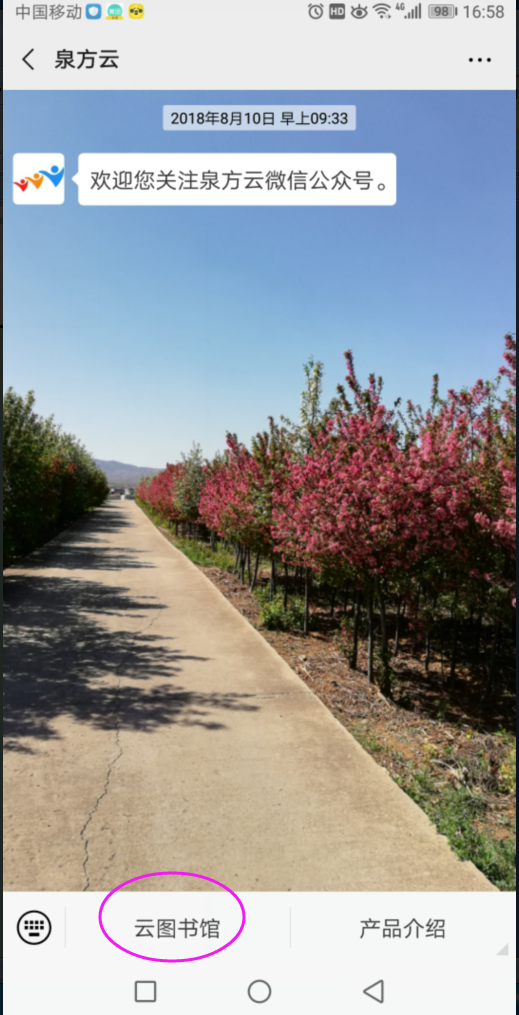 中国移动 HD 4G 98 16:58
泉方云
2018年8月10日 早上09:33
欢迎您关注泉方云微信公众号。
云图书馆 产品介绍